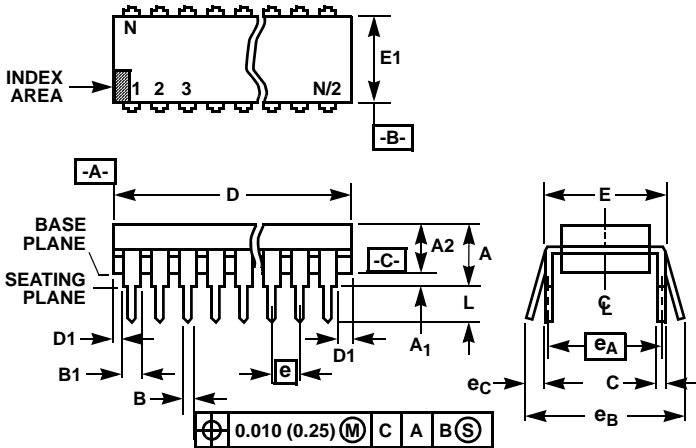 N
E1
INDEX
AREA
1 2 3 N/2
-B-
-A-
D E
BASE
PLANE
A2 A
-C-
SEATING
PLANE
L
℄
D1 D1 A1
eA
B1 e
eC C
B
eB
0.010 (0.25) Ⓜ C A B Ⓢ